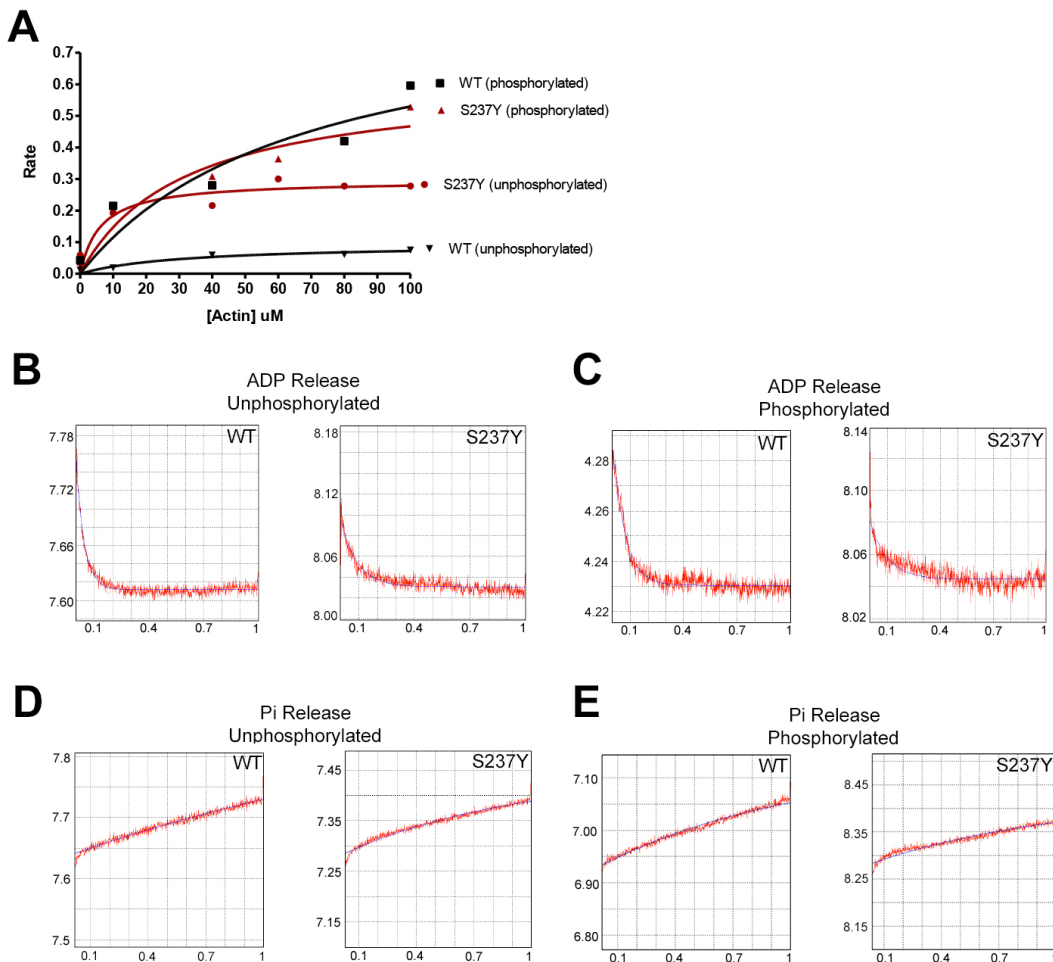 A
0.7
0.6
0.5
0.4
0.3
0.2
0.1
0.0
Rate
0 10 20 30 40 50 60 70 80 90 100
[Actin] uM
WT (phosphorylated)
S237Y (phosphorylated)
S237Y (unphosphorylated)
WT (unphosphorylated)
B
ADP Release
Unphosphorylated
WT
7.78
7.72
7.66
7.60
0.1 0.4 0.7 1
S237Y
8.18
8.12
8.06
8.00
0.1 0.4 0.7 1
C
ADP Release
Phosphorylated
WT
4.28
4.26
4.24
4.22
0.1 0.4 0.7 1
S237Y
8.14
8.10
8.06
8.02
0.1 0.4 0.7 1
D
Pi Release
Unphosphorylated
WT
7.8
7.7
7.6
7.5
0.1 0.4 0.7 1
S237Y
7.45
7.35
7.25
7.15
0.1 0.4 0.7 1
E
Pi Release
Phosphorylated
WT
7.10
7.00
6.90
6.80
0.1 0.4 0.7 1
S237Y
8.45
8.35
8.25
8.15
0.1 0.4 0.7 1